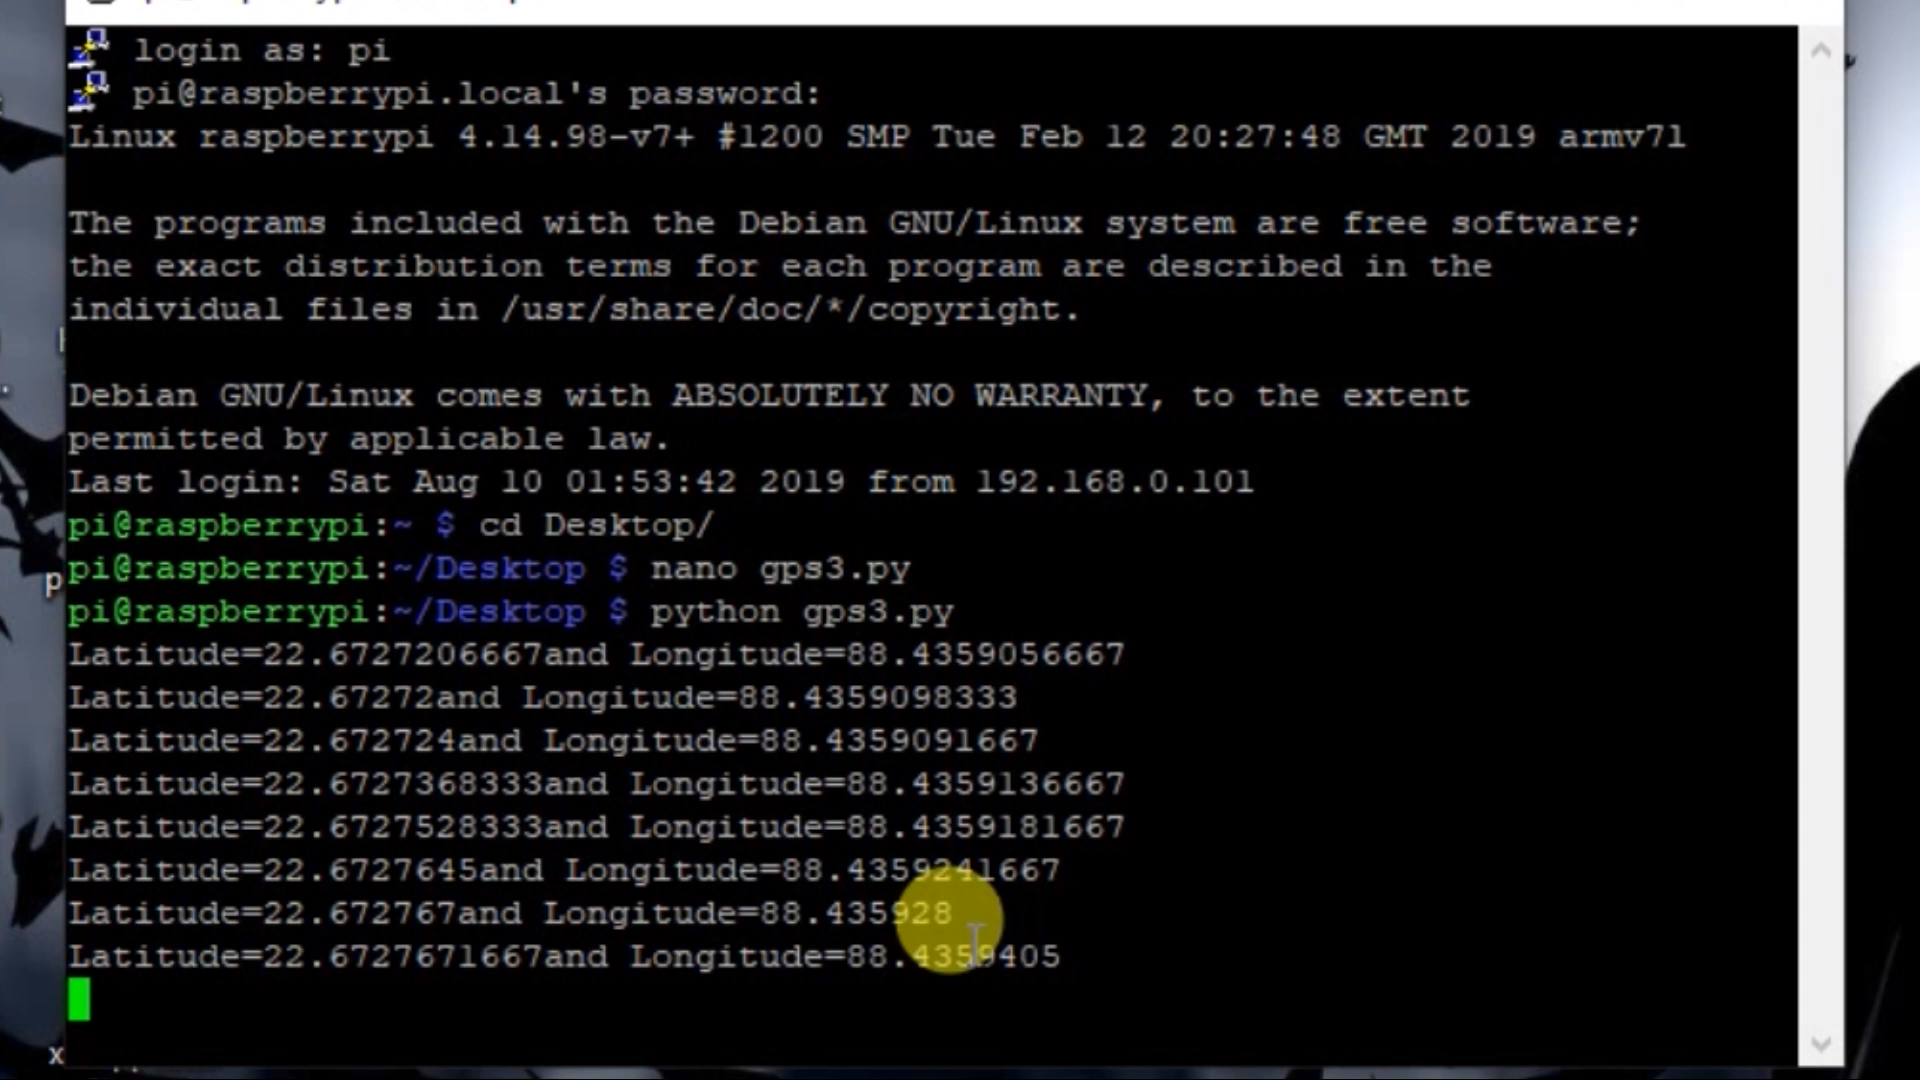 login as: pi
pi@raspberrypi.local's password:
Linux raspberrypi 4.14.98-v7+ #1200 SMP Tue Feb 12 20:27:48 GMT 2019 armv7l
The programs included with the Debian GNU/Linux system are free software;
the exact distribution terms for each program are described in the
individual files in /usr/share/doc/*/copyright.
Debian GNU/Linux comes with ABSOLUTELY NO WARRANTY, to the extent
permitted by applicable law.
Last login: Sat Aug 10 01:53:42 2019 from 192.168.0.101
pi@raspberrypi:~ $ cd Desktop/
pi@raspberrypi:~/Desktop $ nano gps3.py
pi@raspberrypi:~/Desktop $ python gps3.py
Latitude=22.6727206667and Longitude=88.4359056667
Latitude=22.67272and Longitude=88.4359098333
Latitude=22.672724and Longitude=88.4359091667
Latitude=22.6727368333and Longitude=88.4359136667
Latitude=22.6727528333and Longitude=88.4359181667
Latitude=22.6727645and Longitude=88.4359241667
Latitude=22.672767and Longitude=88.435928
Latitude=22.6727671667and Longitude=88.4359405